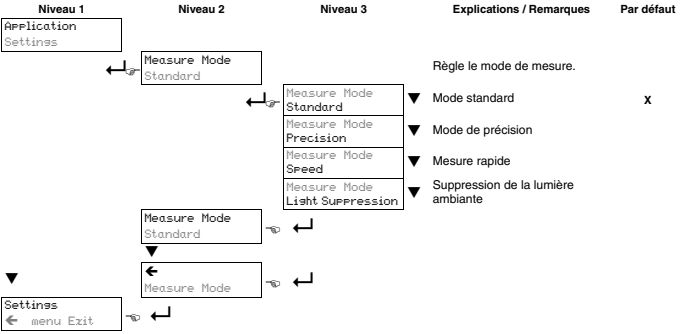 Niveau 1 Niveau 2 Niveau 3 Explications / Remarques Par défaut
Application
Settings
Measure Mode
Standard
Règle le mode de mesure.
Measure Mode
Standard
Mode standard
x
Measure Mode
Precision
Mode de précision
Measure Mode
Speed
Mesure rapide
Measure Mode
Light Suppression
Suppression de la lumière
ambiante
Measure Mode
Standard
←
Measure Mode
Settings
← menu Exit